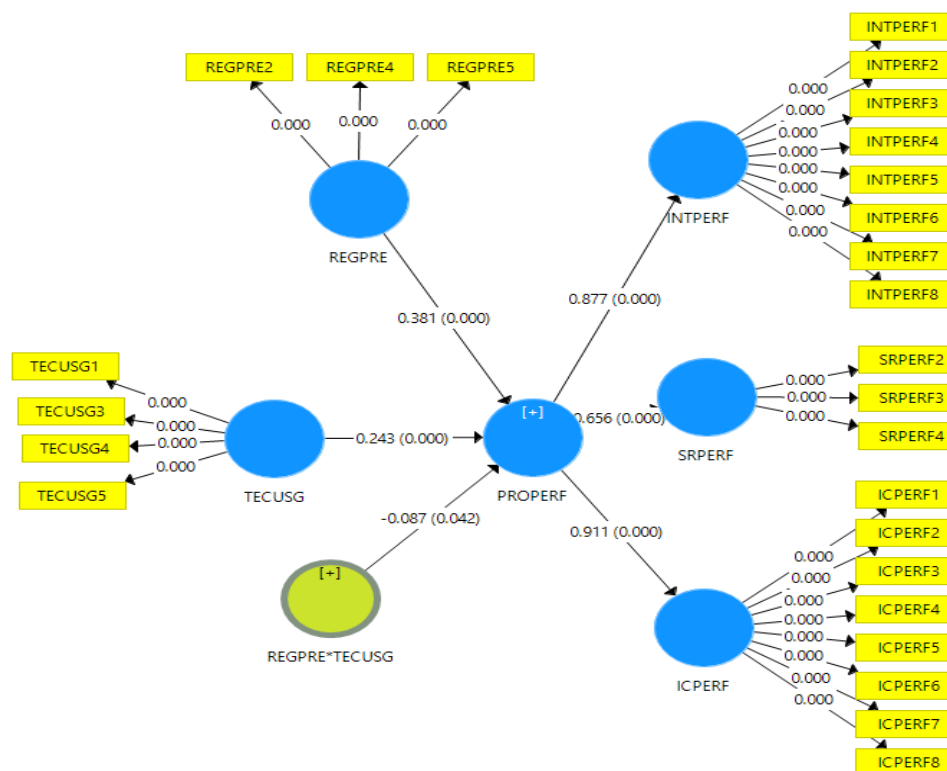 REGPRE2
REGPRE4
REGPRE5
0.000
0.000
0.000
REGPRE
INTPERF1
INTPERF2
INTPERF3
INTPERF4
INTPERF5
INTPERF6
INTPERF7
INTPERF8
0.000
0.000
0.000
0.000
0.000
0.000
0.000
0.000
INTPERF
0.381 (0.000)
0.877 (0.000)
TECUSG1
TECUSG3
TECUSG4
TECUSG5
0.000
0.000
0.000
0.000
TECUSG
0.243 (0.000)
[+]
PROPERF
0.656 (0.000)
SRPERF
SRPERF2
SRPERF3
SRPERF4
0.000
0.000
0.000
-0.087 (0.042)
[+]
REGPRE*TECUSG
0.911 (0.000)
ICPERF
ICPERF1
ICPERF2
ICPERF3
ICPERF4
ICPERF5
ICPERF6
ICPERF7
ICPERF8
0.000
0.000
0.000
0.000
0.000
0.000
0.000
0.000